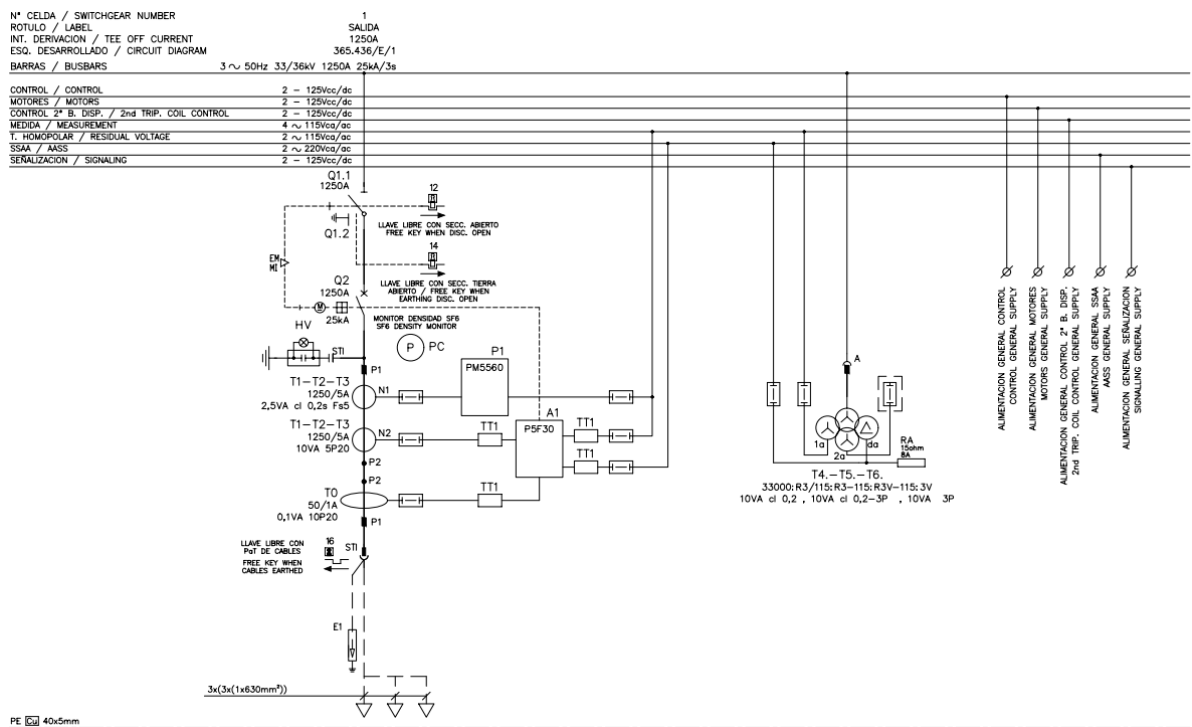 Nº CELDA / SWITCHGEAR NUMBER 1
ROTULO / LABEL SALIDA
INT. DERIVACION / TEE OFF CURRENT 1250A
ESQ. DESARROLLADO / CIRCUIT DIAGRAM 365.436/E/1
BARRAS / BUSBARS 3 ~ 50Hz 33/36kV 1250A 25kA/3s
CONTROL / CONTROL 2 - 125Vcc/dc
MOTORES / MOTORS 2 - 125Vcc/dc
CONTROL 2ª B. DISP. / 2nd TRIP. COIL CONTROL 2 - 125Vcc/dc
MEDIDA / MEASUREMENT 4 ~ 115Vca/ac
T. HOMOPOLAR / RESIDUAL VOLTAGE 2 ~ 115Vca/ac
SSAA / AASS 2 ~ 220Vca/ac
SEÑALIZACION / SIGNALING 2 - 125Vcc/dc
Q1.1
1250A
12
LLAVE LIBRE CON SECC. ABIERTO
FREE KEY WHEN DISC. OPEN
Q1.2
14
LLAVE LIBRE CON SECC. TIERRA
ABIERTO / FREE KEY WHEN
EARTHING DISC. OPEN
EM
MI
Q2
1250A
M
25kA
MONITOR DENSIDAD SF6
SF6 DENSITY MONITOR
P PC
HV
STI
P1
T1-T2-T3
1250/5A
2,5VA cl 0,2s Fs5
N1
P1
PM5560
T1-T2-T3
1250/5A
10VA 5P20
N2
TT1
A1
P5F30
TT1
TT1
P2
P2
T0
50/1A
0,1VA 10P20
TT1
P1
LLAVE LIBRE CON
PaT DE CABLES
FREE KEY WHEN
CABLES EARTHED
16
STI
E1
3x(3x(1x630mm²))
PE Cu 40x5mm
A
1a
2a
da
RA
15ohm
8A
T4.-T5.-T6.
33000:R3/115:R3-115:R3V-115:3V
10VA cl 0,2 , 10VA cl 0,2-3P , 10VA 3P
ALIMENTACION GENERAL CONTROL
CONTROL GENERAL SUPPLY
ALIMENTACION GENERAL MOTORES
MOTORS GENERAL SUPPLY
ALIMENTACION GENERAL CONTROL 2ª B. DISP.
2nd TRIP. COIL CONTROL GENERAL SUPPLY
ALIMENTACION GENERAL SSAA
AASS GENERAL SUPPLY
ALIMENTACION GENERAL SEÑALIZACION
SIGNALLING GENERAL SUPPLY